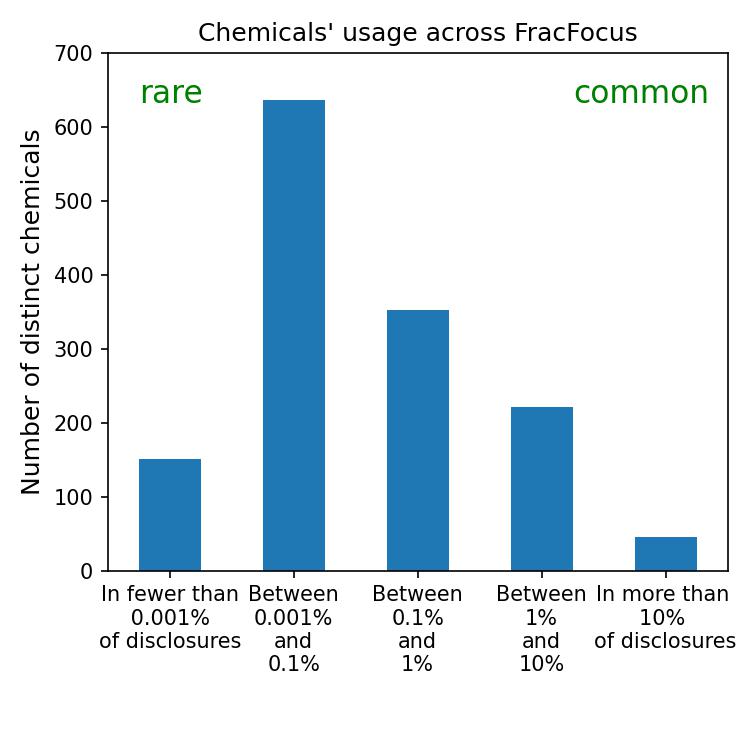 Chemicals' usage across FracFocus
rare
common
Number of distinct chemicals
700
600
500
400
300
200
100
0
In fewer than
0.001%
of disclosures
Between
0.001%
and
0.1%
Between
0.1%
and
1%
Between
1%
and
10%
In more than
10%
of disclosures